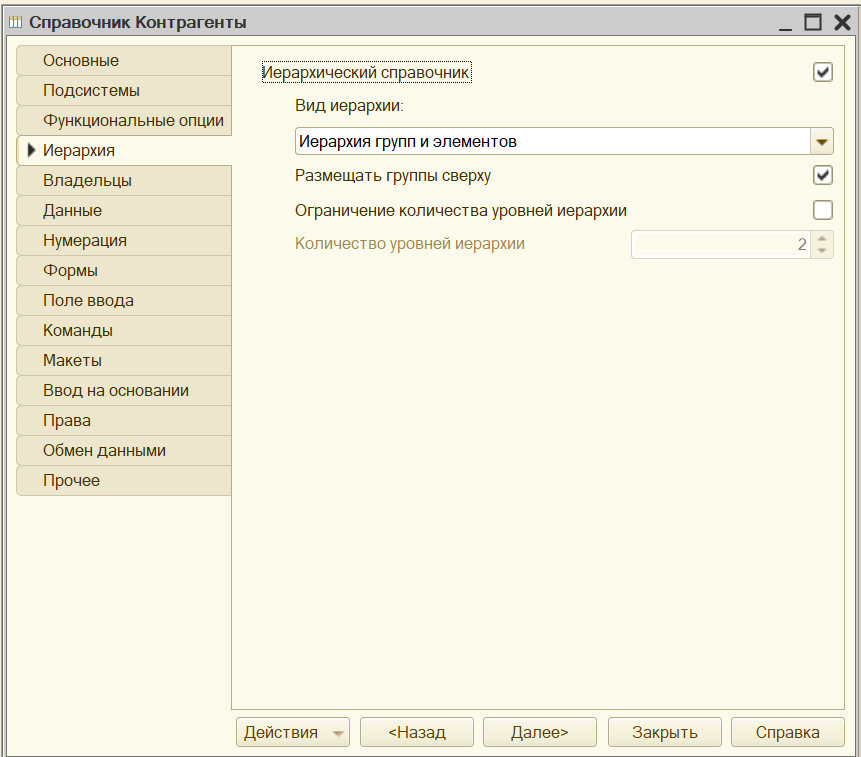 Справочник Контрагенты
Основные
Подсистемы
Функциональные опции
Иерархия
Владельцы
Данные
Нумерация
Формы
Поле ввода
Команды
Макеты
Ввод на основании
Права
Обмен данными
Прочее
Иерархический справочник
Вид иерархии:
Иерархия групп и элементов
Размещать группы сверху
Ограничение количества уровней иерархии
Количество уровней иерархии 2
Действия <Назад Далее> Закрыть Справка